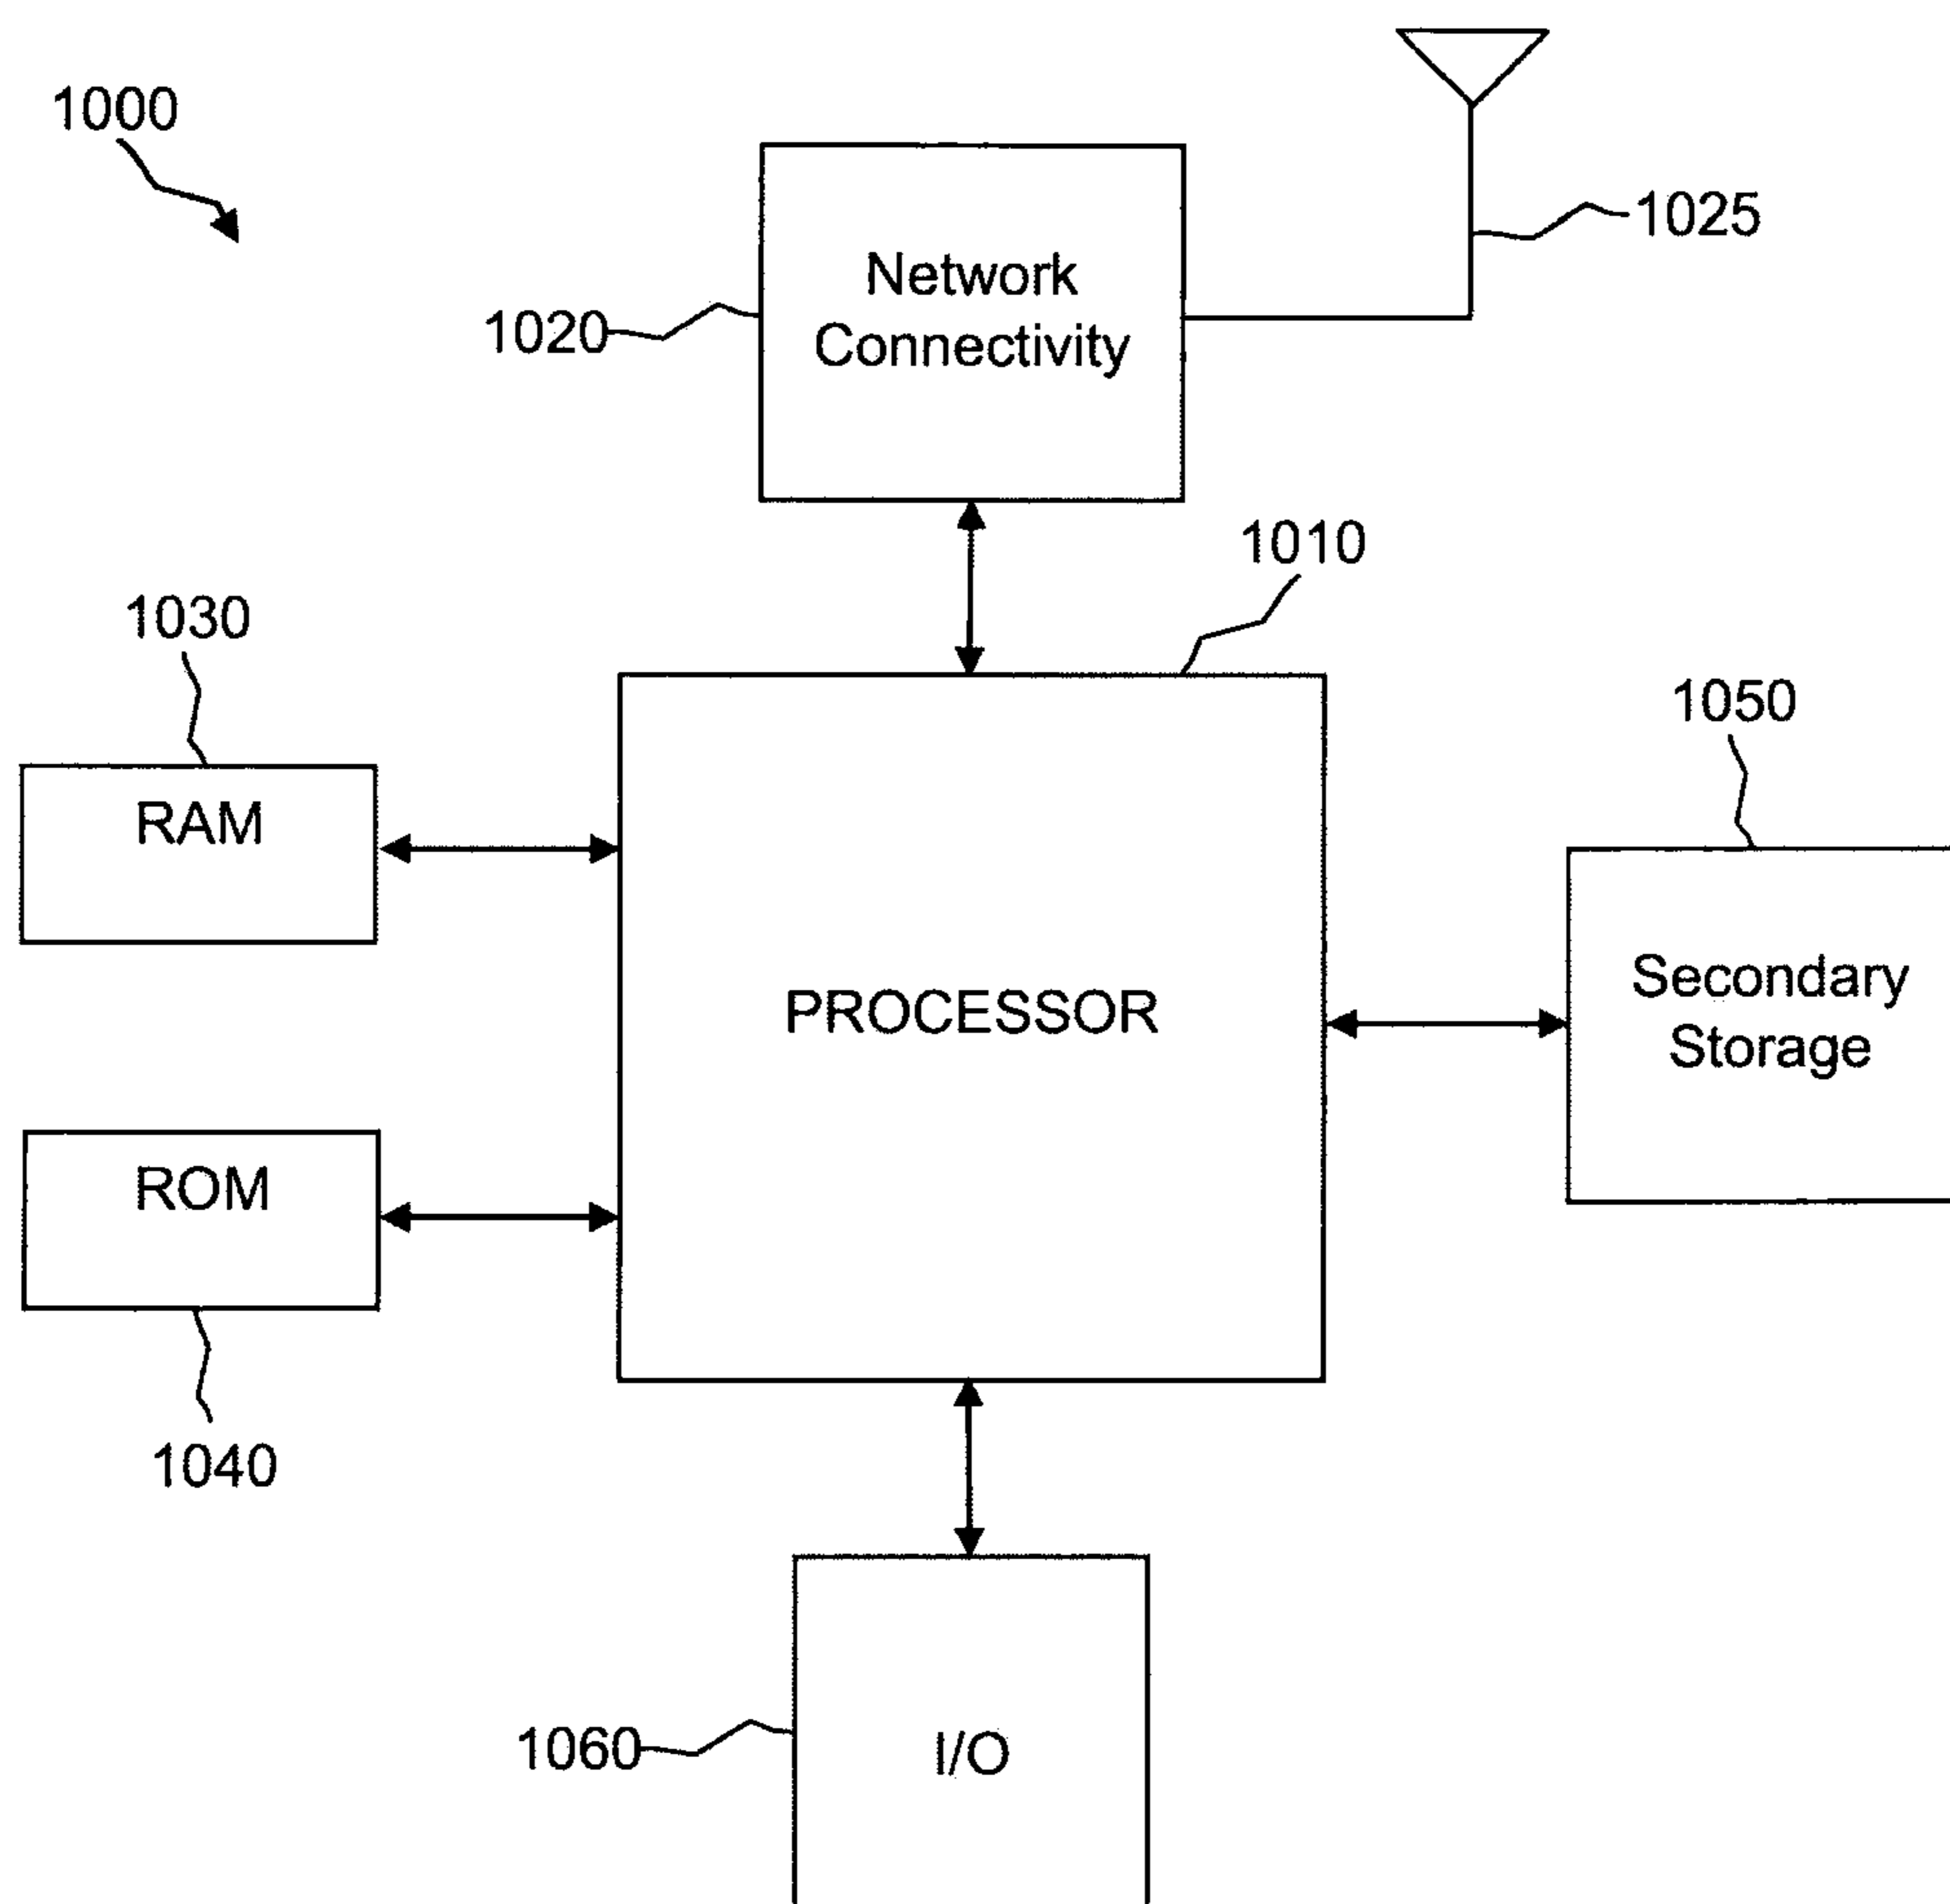 1000
Network
Connectivity
1025
1020
1010
1030
1050
RAM
PROCESSOR
Secondary
Storage
ROM
1040
1060
I/O